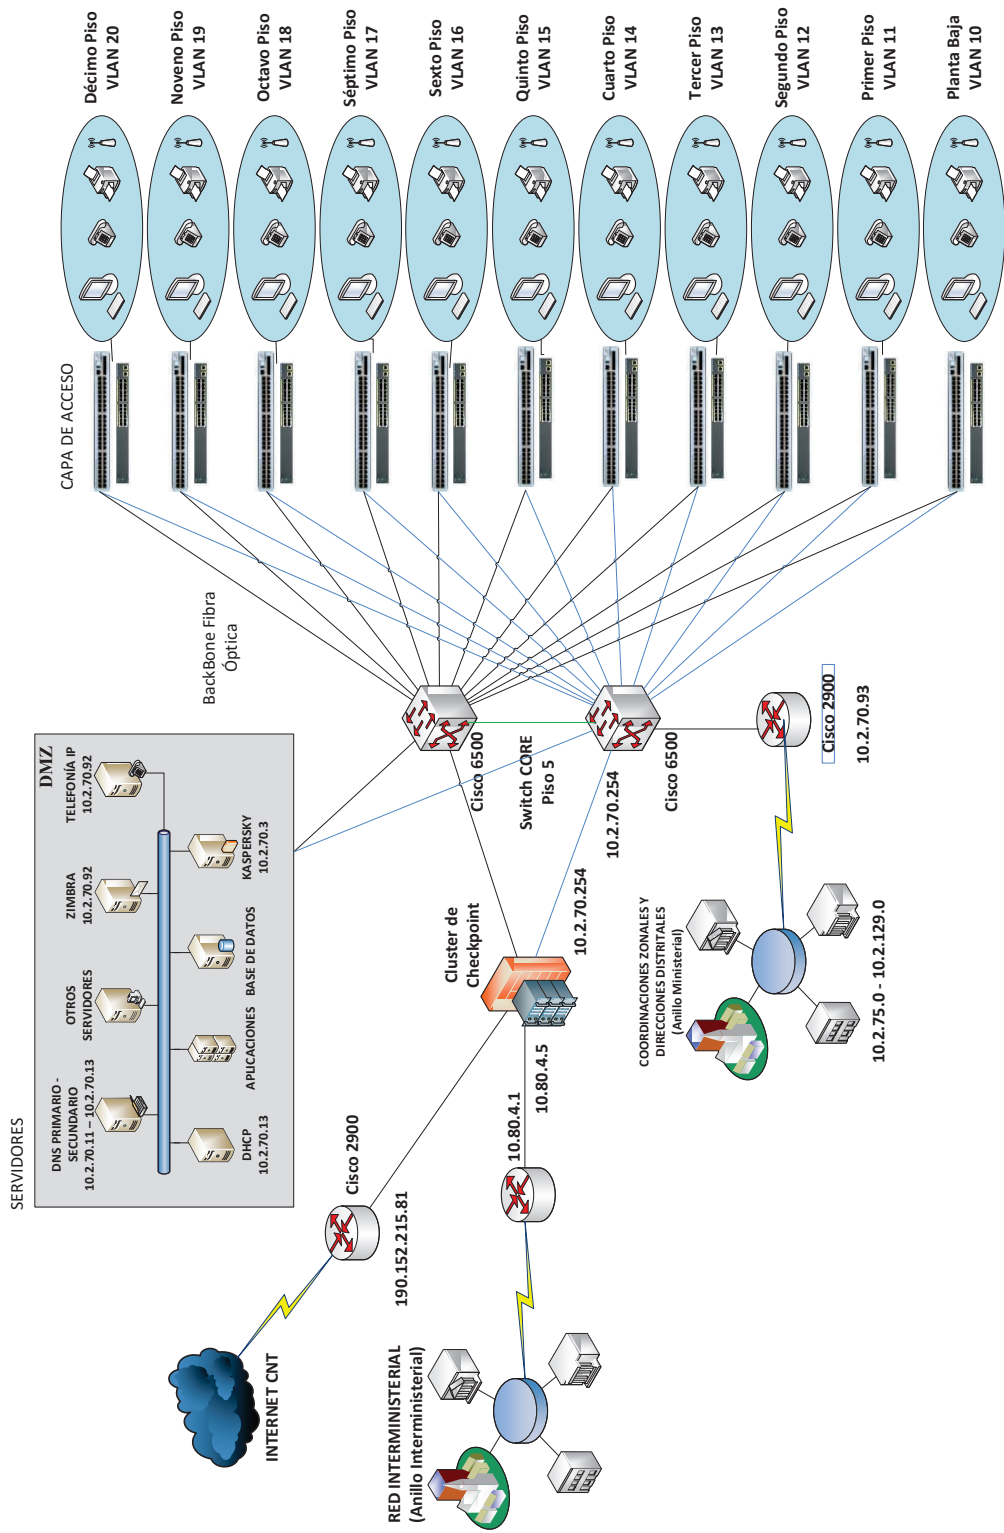 SERVIDORES
DMZ
DNS PRIMARIO -
SECUNDARIO
10.2.70.11 – 10.2.70.13
OTROS
SERVIDORES
ZIMBRA
10.2.70.92
TELEFONÍA IP
10.2.70.92
DHCP
10.2.70.13
APLICACIONES
BASE DE DATOS
KASPERSKY
10.2.70.3
INTERNET CNT
Cisco 2900
190.152.215.81
RED INTERMINISTERIAL
(Anillo Interministerial)
10.80.4.1
10.80.4.5
Cluster de
Checkpoint
10.2.70.254
BackBone Fibra
Óptica
Cisco 6500
Switch CORE
Piso 5
10.2.70.254
Cisco 6500
Cisco 2900
10.2.70.93
COORDINACIONES ZONALES Y
DIRECCIONES DISTRITALES
(Anillo Ministerial)
10.2.75.0 - 10.2.129.0
CAPA DE ACCESO
Décimo Piso
VLAN 20
Noveno Piso
VLAN 19
Octavo Piso
VLAN 18
Séptimo Piso
VLAN 17
Sexto Piso
VLAN 16
Quinto Piso
VLAN 15
Cuarto Piso
VLAN 14
Tercer Piso
VLAN 13
Segundo Piso
VLAN 12
Primer Piso
VLAN 11
Planta Baja
VLAN 10